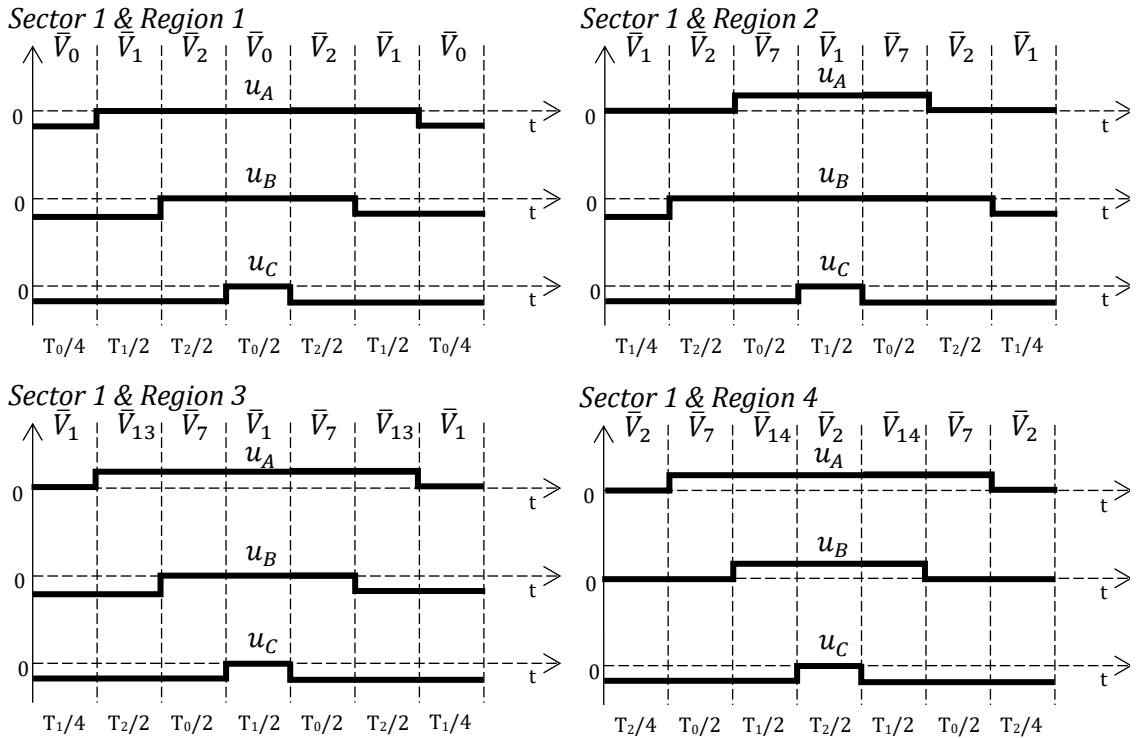 Sector 1 & Region 1
V̄₀ V̄₁ V̄₂ V̄₀ V̄₂ V̄₁ V̄₀
u_A
0
t
u_B
0
t
u_C
0
t
T₀/4 T₁/2 T₂/2 T₀/2 T₂/2 T₁/2 T₀/4
Sector 1 & Region 2
V̄₁ V̄₂ V̄₇ V̄₁ V̄₇ V̄₂ V̄₁
u_A
0
t
u_B
0
t
u_C
0
t
T₁/4 T₂/2 T₀/2 T₁/2 T₀/2 T₂/2 T₁/4
Sector 1 & Region 3
V̄₁ V̄₁₃ V̄₇ V̄₁ V̄₇ V̄₁₃ V̄₁
u_A
0
t
u_B
0
t
u_C
0
t
T₁/4 T₂/2 T₀/2 T₁/2 T₀/2 T₂/2 T₁/4
Sector 1 & Region 4
V̄₂ V̄₇ V̄₁₄ V̄₂ V̄₁₄ V̄₇ V̄₂
u_A
0
t
u_B
0
t
u_C
0
t
T₂/4 T₀/2 T₁/2 T₂/2 T₁/2 T₀/2 T₂/4